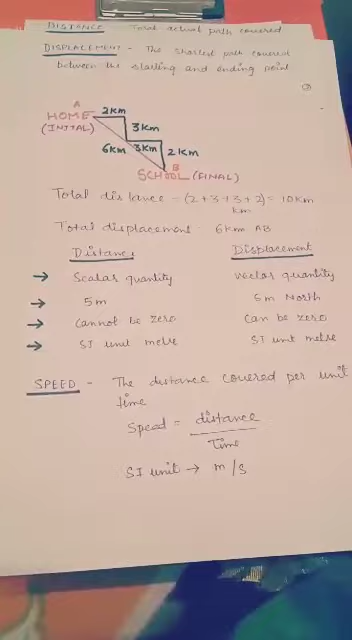 DISTANCE Total actual path covered
DISPLACEMENT - The shortest path covered
between the starting and ending point
A
HOME 2km
(INITAL) 3km
6km 3km 2km
B
SCHOOL (FINAL)
Total distance = (2+3+3+2) = 10km
km
Total displacement 6km AB
Distance Displacement
→ Scalar quantity vector quantity
→ 5m 5m North
→ Cannot be zero Can be zero
→ SI unit metre SI unit metre
SPEED - The distance covered per unit
time
Speed = distance
Time
SI unit → m/s